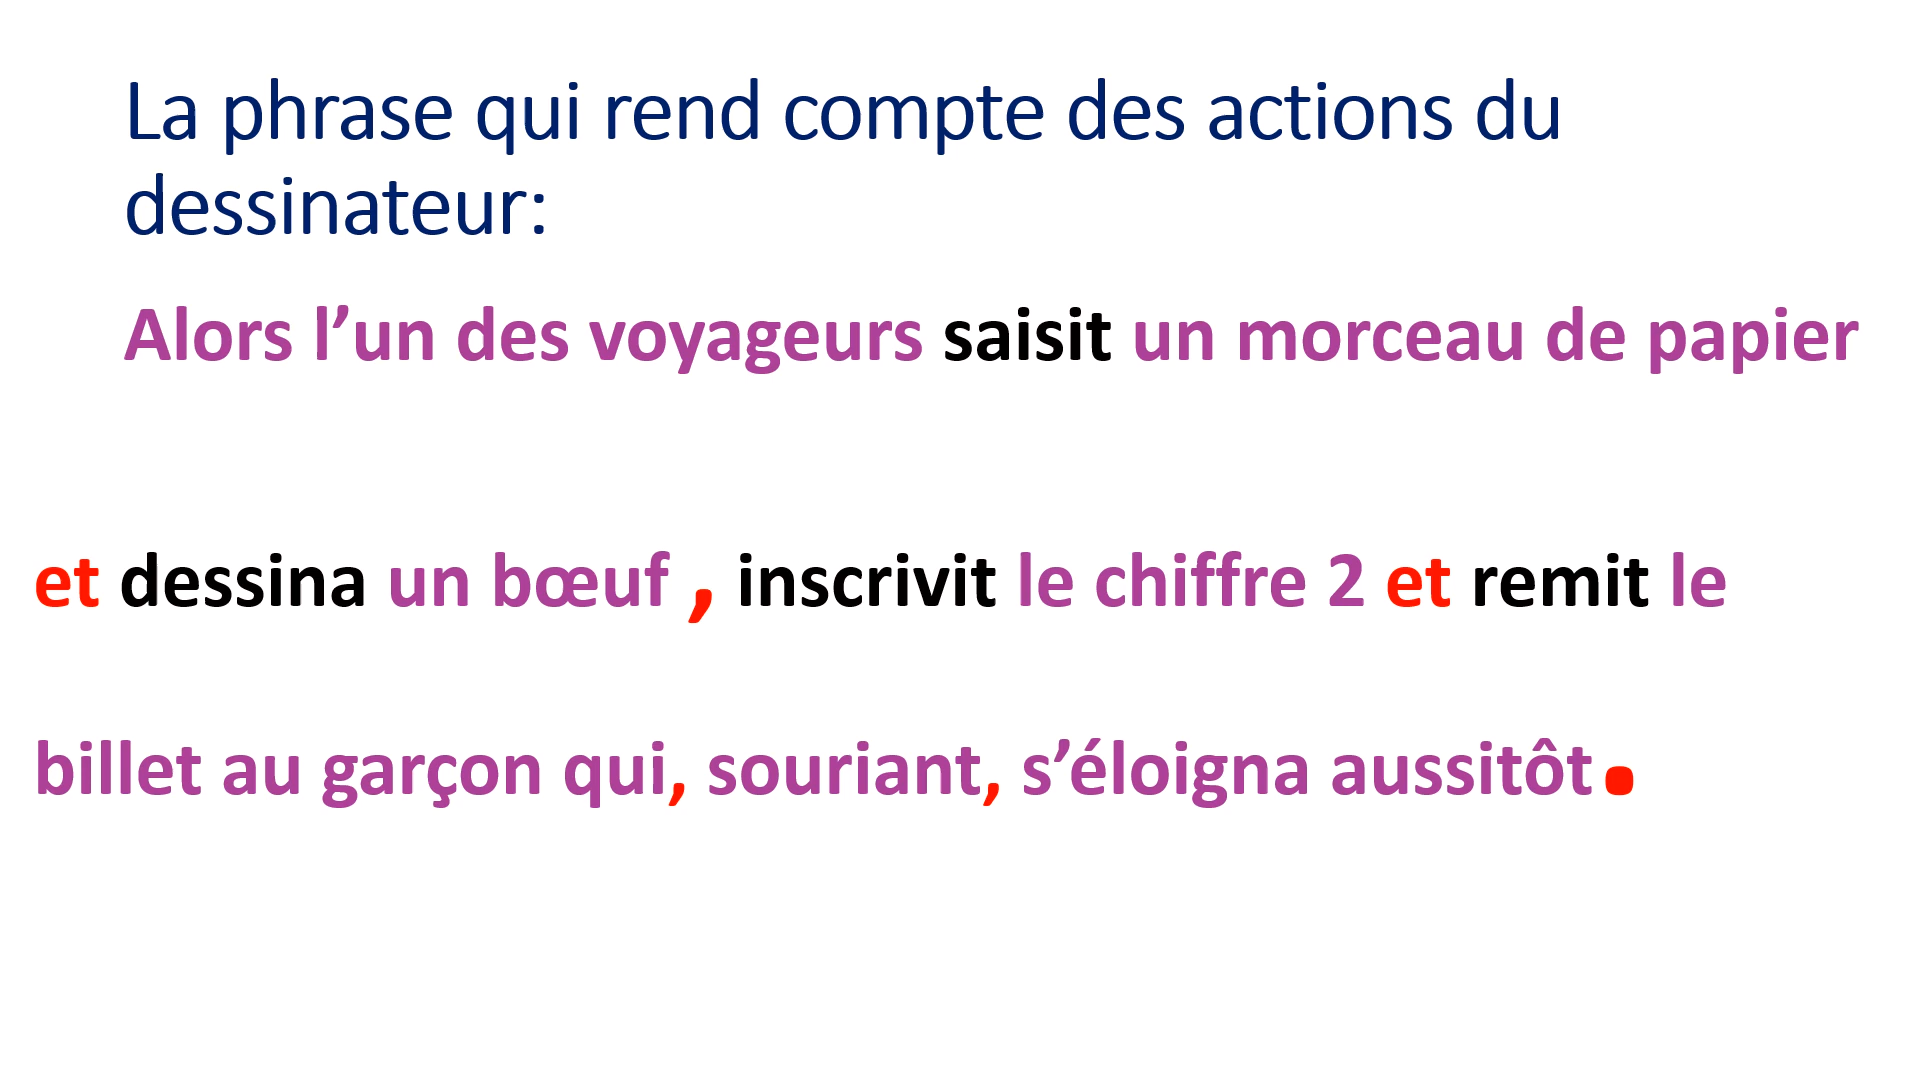 La phrase qui rend compte des actions du
dessinateur:
Alors l’un des voyageurs saisit un morceau de papier
et dessina un bœuf , inscrivit le chiffre 2 et remit le
billet au garçon qui, souriant, s’éloigna aussitôt.